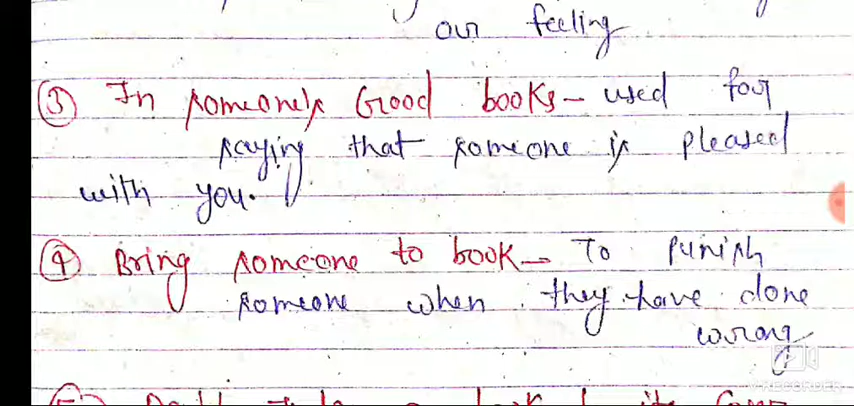 our feeling
③ In someone's Good books - used for
saying that someone is pleased
with you.
④ Bring someone to book - To punish
someone when they have done
wrong
V RECORDER